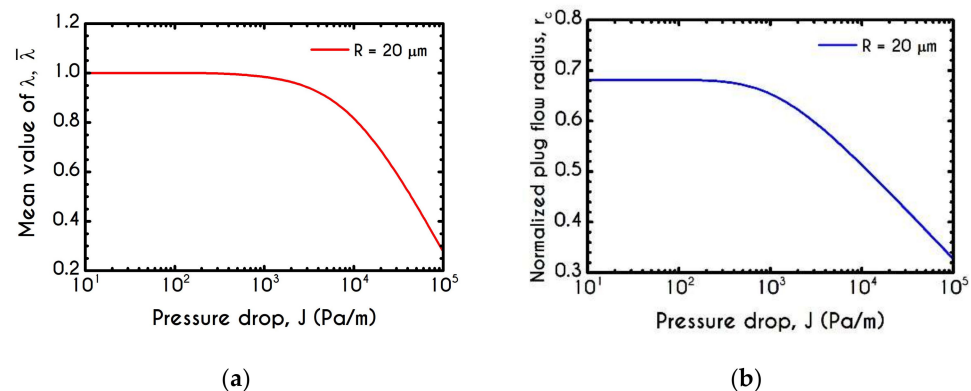 1.2
1.0
0.8
0.6
0.4
0.2
Mean value of λ, λ̄
R = 20 μm
10¹ 10² 10³ 10⁴ 10⁵
Pressure drop, J (Pa/m)
(a)
0.8
0.7
0.6
0.5
0.4
0.3
Normalized plug flow radius, r_c
R = 20 μm
10¹ 10² 10³ 10⁴ 10⁵
Pressure drop, J (Pa/m)
(b)